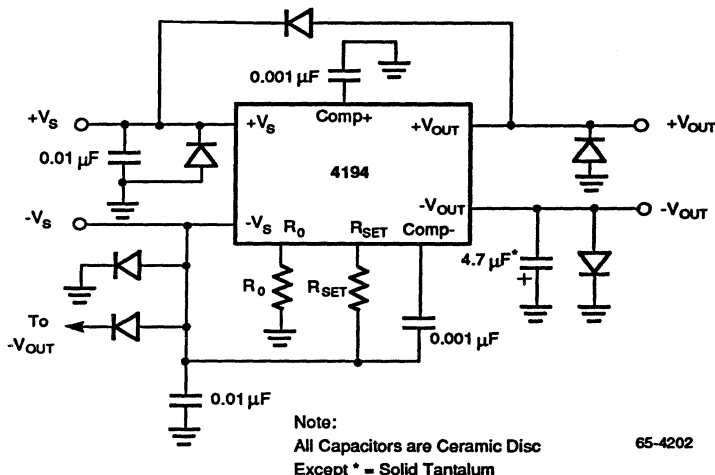 0.001 µF
+Vs
+Vs
Comp+
+VOUT
+VOUT
0.01 µF
4194
-Vs
-Vs
R0
RSET
Comp-
-VOUT
-VOUT
4.7 µF*
+
R0
RSET
To
-VOUT
0.001 µF
0.01 µF
Note:
All Capacitors are Ceramic Disc
Except * = Solid Tantalum
65-4202